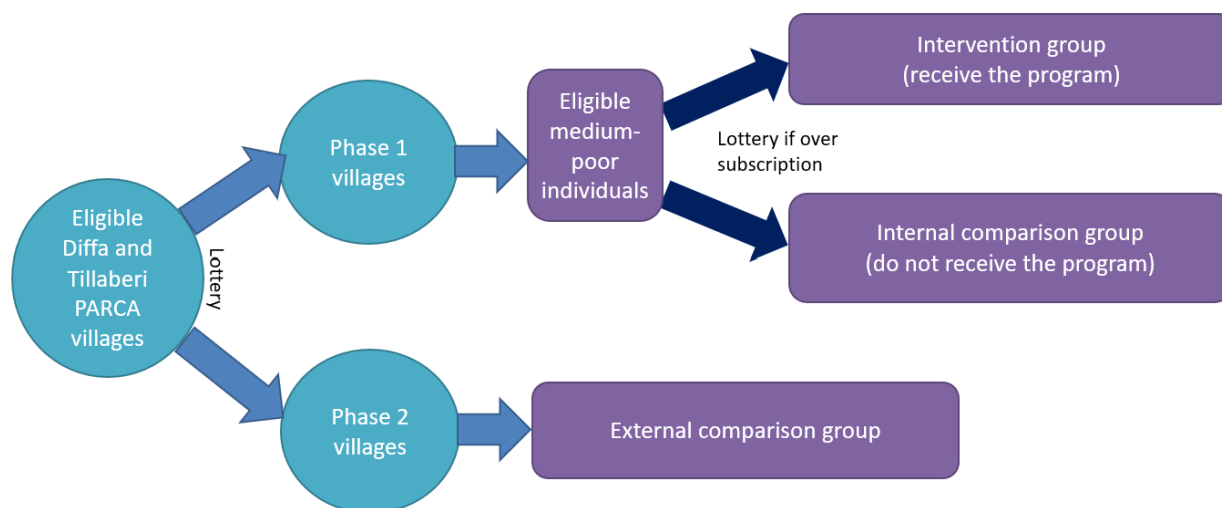 Eligible
Diffa and
Tillaberi
PARCA
villages
Lottery
Phase 1
villages
Eligible
medium-
poor
individuals
Lottery if over
subscription
Intervention group
(receive the program)
Internal comparison group
(do not receive the program)
Phase 2
villages
External comparison group